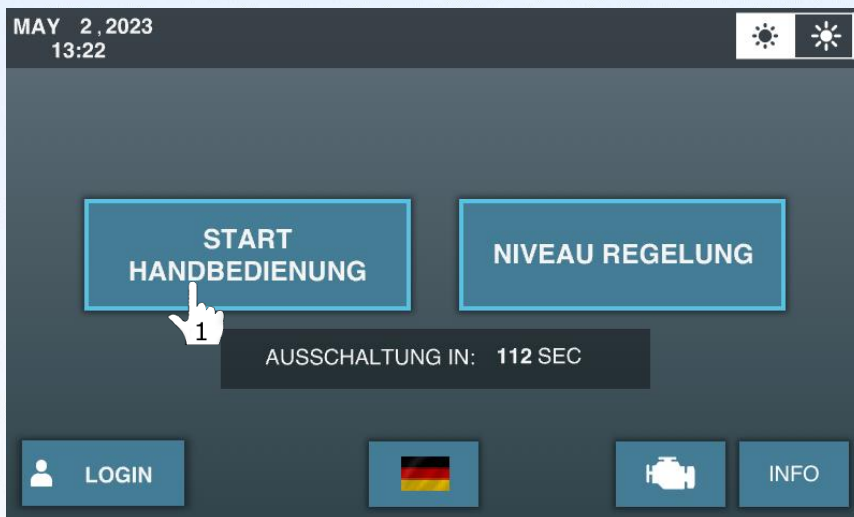 MAY 2,2023
13:22
START
HANDBEDIENUNG
NIVEAU REGELUNG
1
AUSSCHALTUNG IN: 112 SEC
LOGIN
INFO